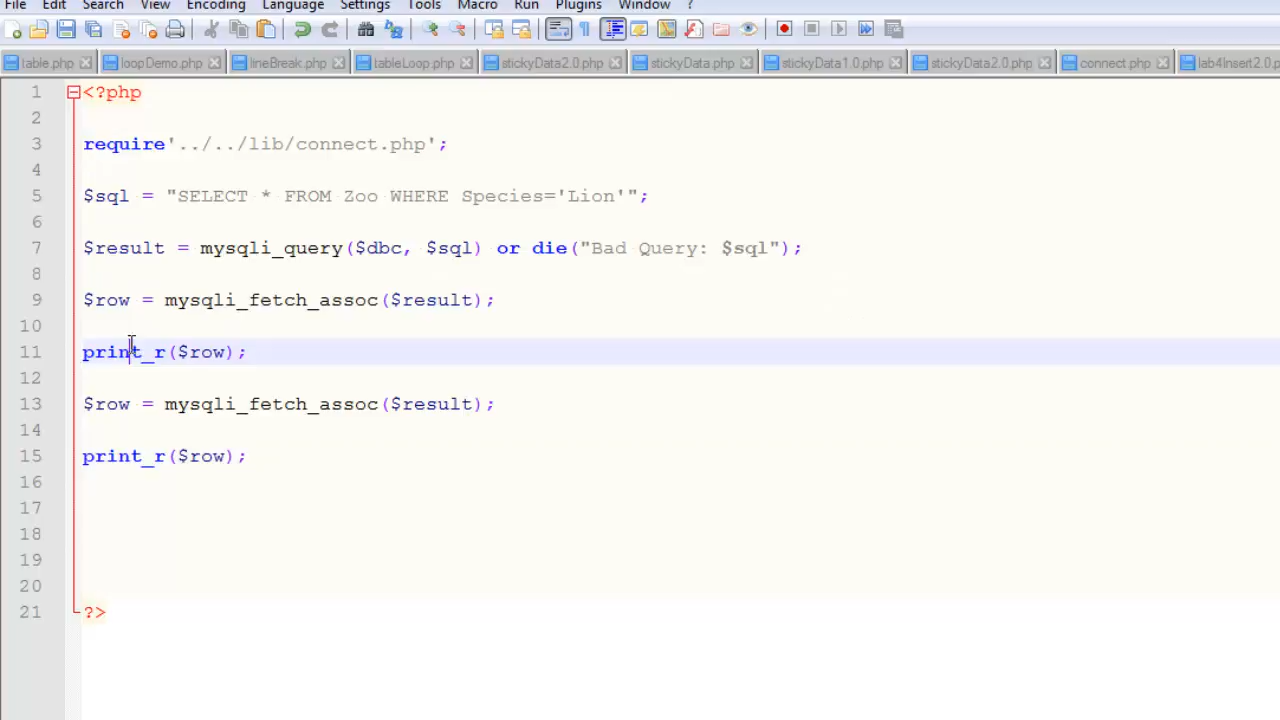 File Edit Search View Encoding Language Settings Tools Macro Run Plugins Window ?
table.php loopDemo.php lineBreak.php tableLoop.php stickyData2.0.php stickyData.php stickyData1.0.php stickyData2.0.php connect.php lab4Insert2.0.p
1 <?php
2
3 require'../../lib/connect.php';
4
5 $sql = "SELECT * FROM Zoo WHERE Species='Lion'";
6
7 $result = mysqli_query($dbc, $sql) or die("Bad Query: $sql");
8
9 $row = mysqli_fetch_assoc($result);
10
11 print_r($row);
12
13 $row = mysqli_fetch_assoc($result);
14
15 print_r($row);
16
17
18
19
20
21 ?>